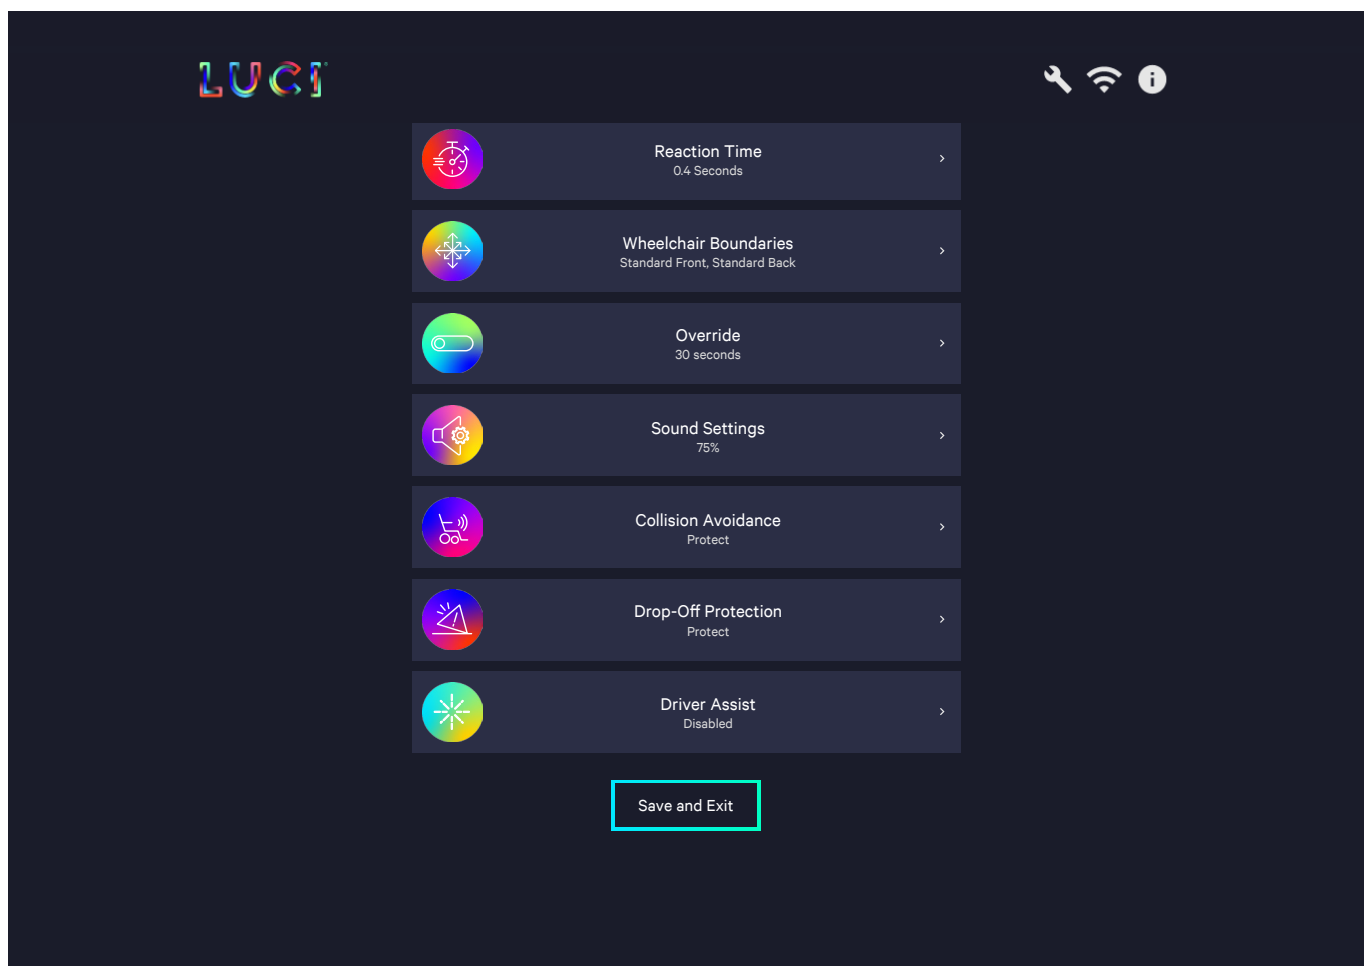 LUCI
Reaction Time
0.4 Seconds
Wheelchair Boundaries
Standard Front, Standard Back
Override
30 seconds
Sound Settings
75%
Collision Avoidance
Protect
Drop-Off Protection
Protect
Driver Assist
Disabled
Save and Exit